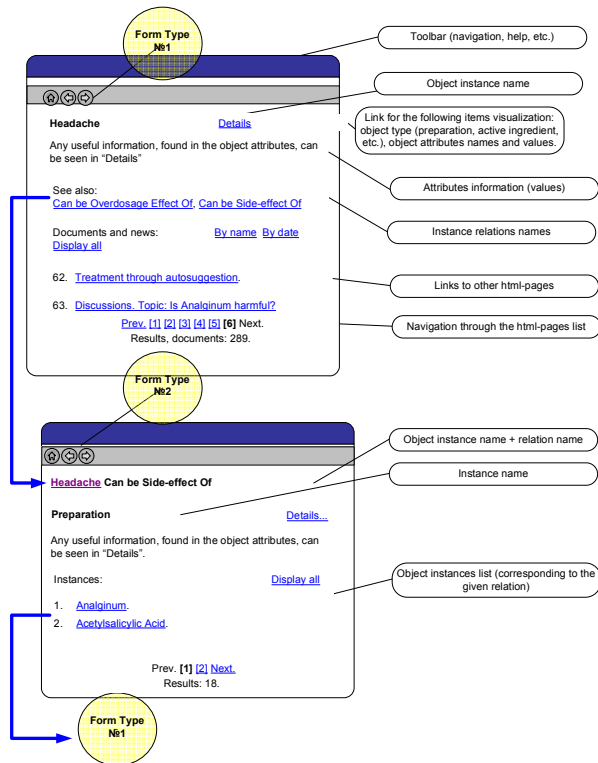 Form Type
№1
Toolbar (navigation, help, etc.)
Object instance name
Headache Details
Link for the following items visualization:
object type (preparation, active ingredient,
etc.), object attributes names and values.
Any useful information, found in the object attributes, can
be seen in “Details”
Attributes information (values)
See also:
Can be Overdosage Effect Of, Can be Side-effect Of
Instance relations names
Documents and news: By name By date
Display all
62. Treatment through autosuggestion.
Links to other html-pages
63. Discussions. Topic: Is Analginum harmful?
Prev. [1] [2] [3] [4] [5] [6] Next.
Navigation through the html-pages list
Results, documents: 289.
Form Type
№2
Object instance name + relation name
Headache Can be Side-effect Of
Instance name
Preparation Details...
Any useful information, found in the object attributes, can
be seen in “Details”.
Instances: Display all
Object instances list (corresponding to the
given relation)
1. Analginum.
2. Acetylsalicylic Acid.
Prev. [1] [2] Next.
Results: 18.
Form Type
№1